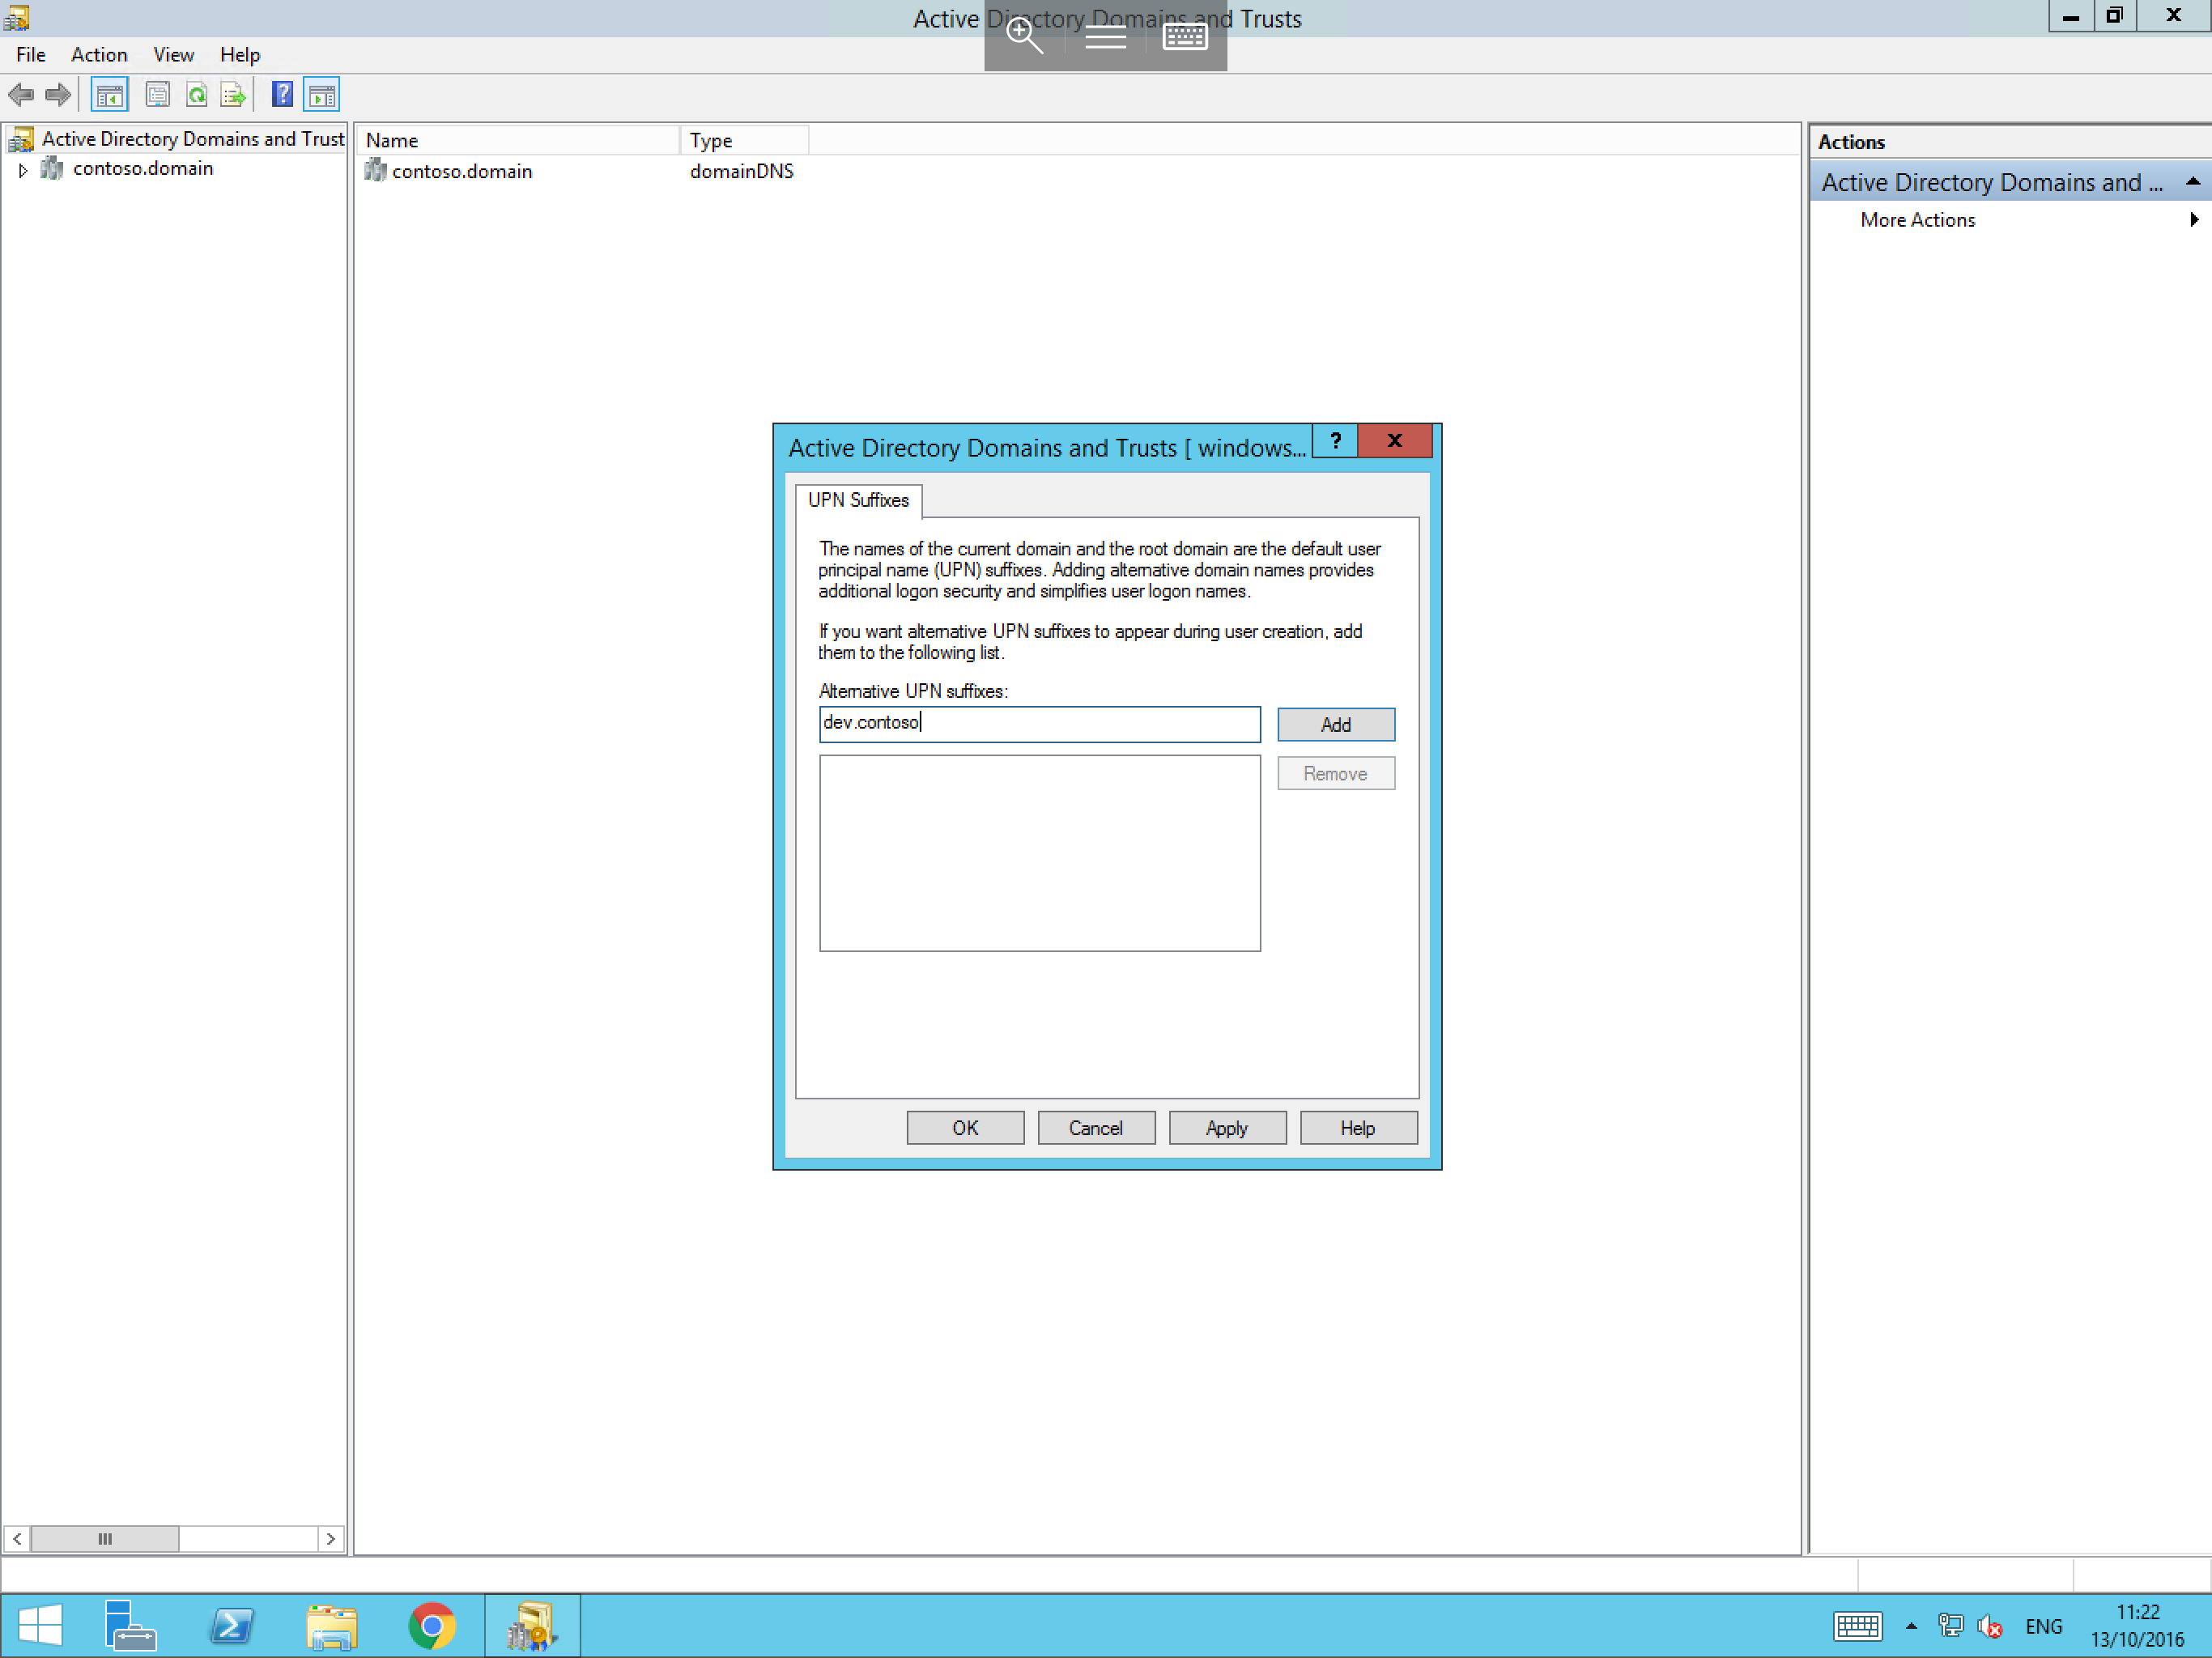 Active Directory Domains and Trusts
File Action View Help
Active Directory Domains and Trust
contoso.domain
Name Type
contoso.domain domainDNS
Actions
Active Directory Domains and ...
More Actions
Active Directory Domains and Trusts [ windows...
UPN Suffixes
The names of the current domain and the root domain are the default user
principal name (UPN) suffixes. Adding alternative domain names provides
additional logon security and simplifies user logon names.
If you want alternative UPN suffixes to appear during user creation, add
them to the following list.
Alternative UPN suffixes:
dev.contoso
Add
Remove
OK Cancel Apply Help
ENG
11:22
13/10/2016